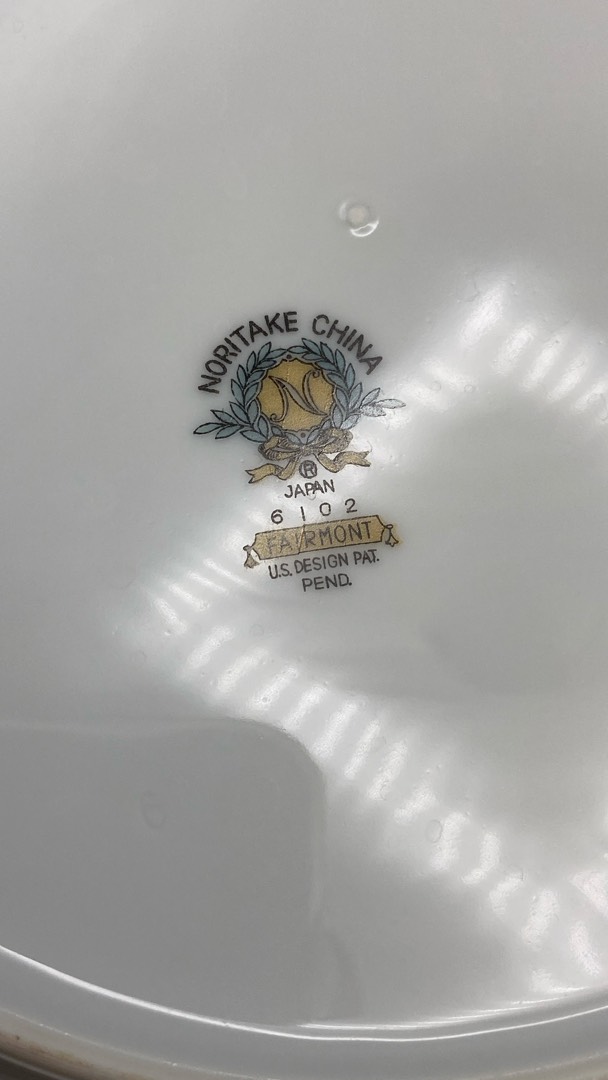 NORITAKE CHINA
N
®
JAPAN
6102
FAIRMONT
U.S. DESIGN PAT.
PEND.